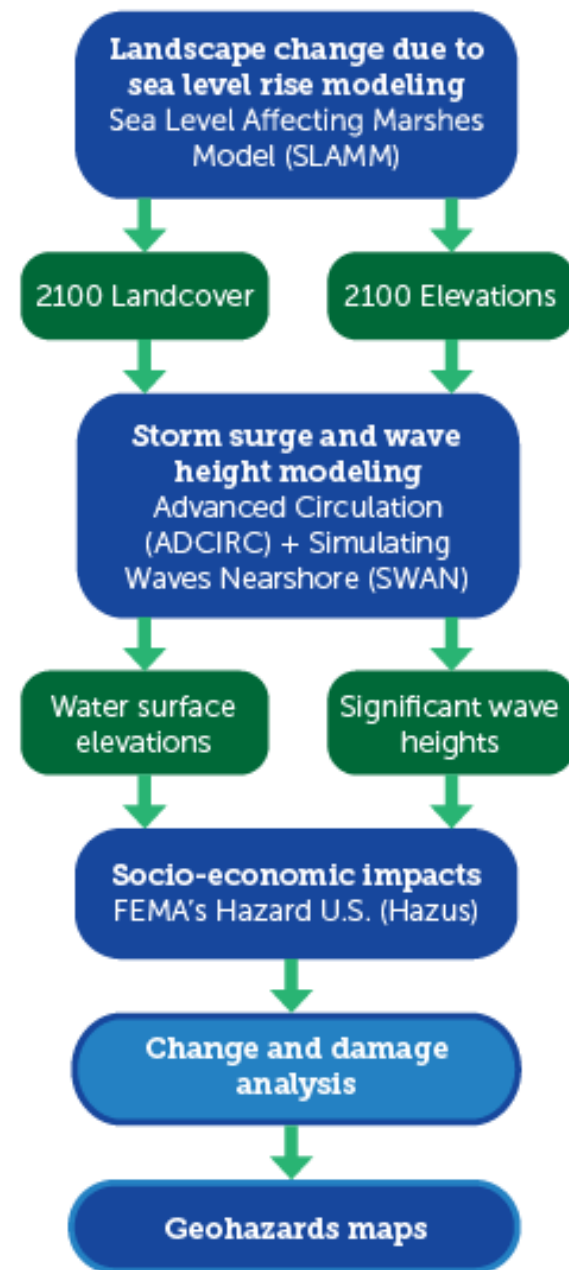 Landscape change due to
sea level rise modeling
Sea Level Affecting Marshes
Model (SLAMM)
2100 Landcover
2100 Elevations
Storm surge and wave
height modeling
Advanced Circulation
(ADCIRC) + Simulating
Waves Nearshore (SWAN)
Water surface
elevations
Significant wave
heights
Socio-economic impacts
FEMA's Hazard U.S. (Hazus)
Change and damage
analysis
Geohazards maps